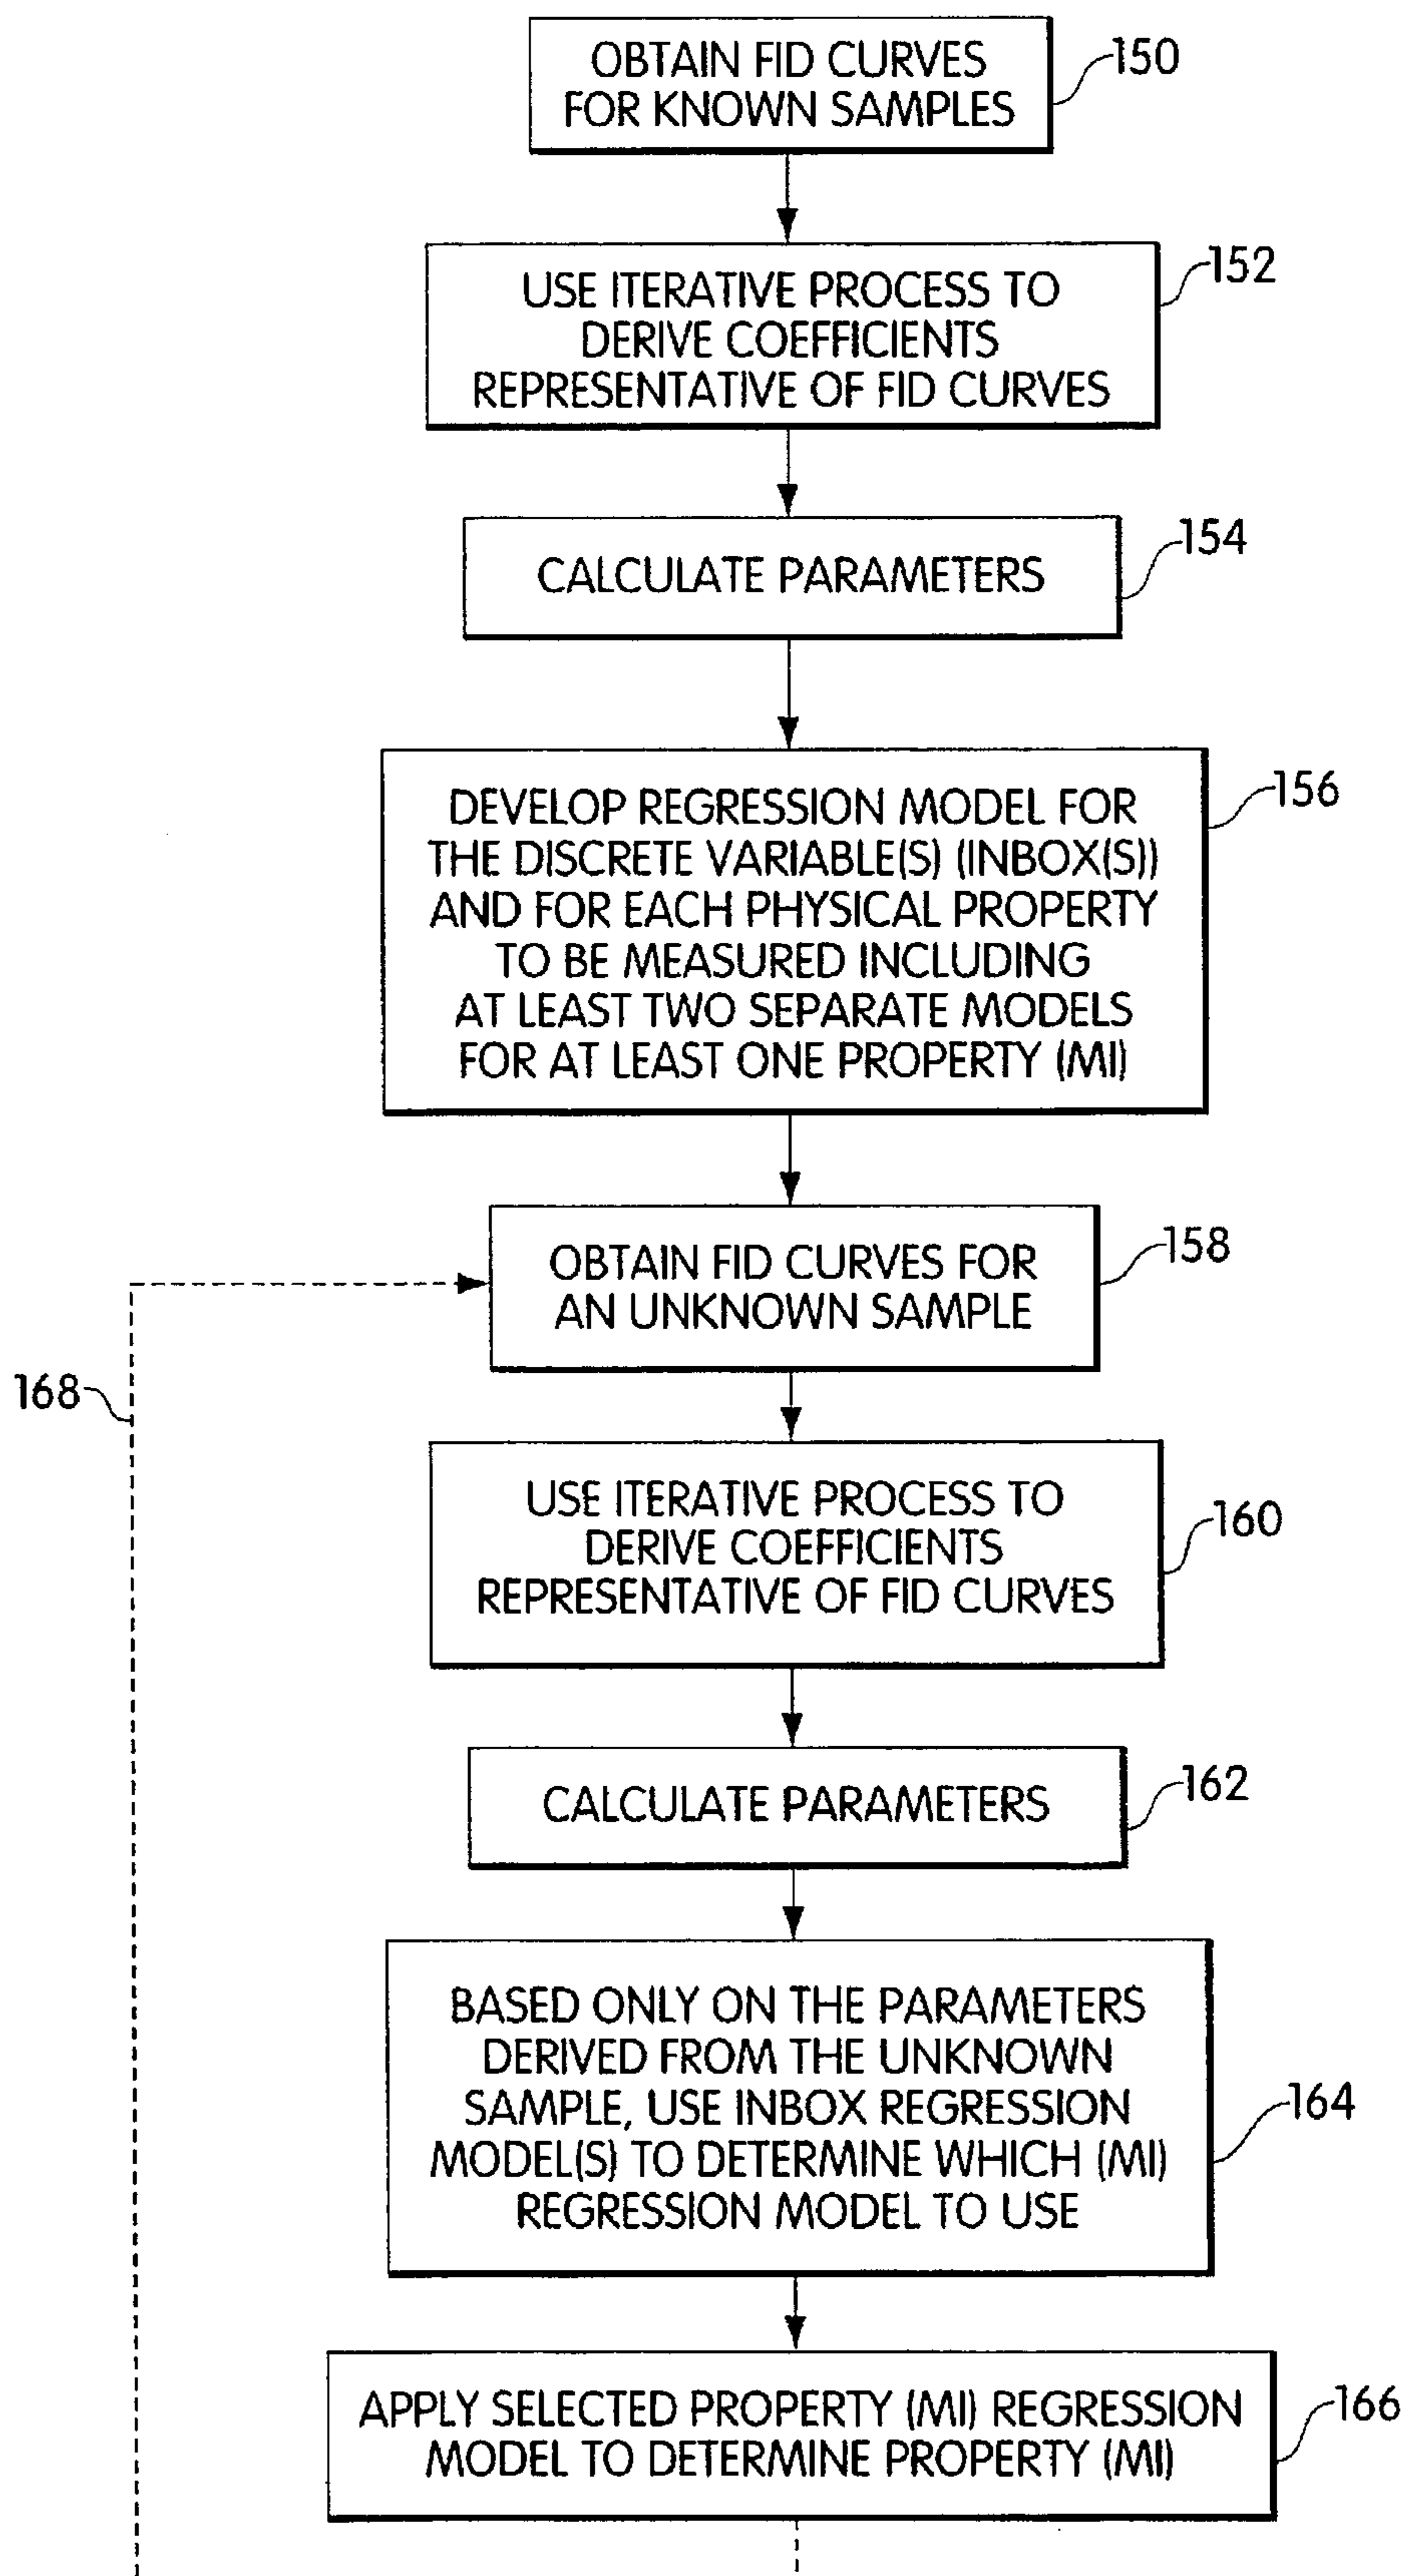 OBTAIN FID CURVES
FOR KNOWN SAMPLES
150
USE ITERATIVE PROCESS TO
DERIVE COEFFICIENTS
REPRESENTATIVE OF FID CURVES
152
CALCULATE PARAMETERS
154
DEVELOP REGRESSION MODEL FOR
THE DISCRETE VARIABLE(S) (INBOX(S))
AND FOR EACH PHYSICAL PROPERTY
TO BE MEASURED INCLUDING
AT LEAST TWO SEPARATE MODELS
FOR AT LEAST ONE PROPERTY (MI)
156
OBTAIN FID CURVES FOR
AN UNKNOWN SAMPLE
158
168
USE ITERATIVE PROCESS TO
DERIVE COEFFICIENTS
REPRESENTATIVE OF FID CURVES
160
CALCULATE PARAMETERS
162
BASED ONLY ON THE PARAMETERS
DERIVED FROM THE UNKNOWN
SAMPLE, USE INBOX REGRESSION
MODEL(S) TO DETERMINE WHICH (MI)
REGRESSION MODEL TO USE
164
APPLY SELECTED PROPERTY (MI) REGRESSION
MODEL TO DETERMINE PROPERTY (MI)
166